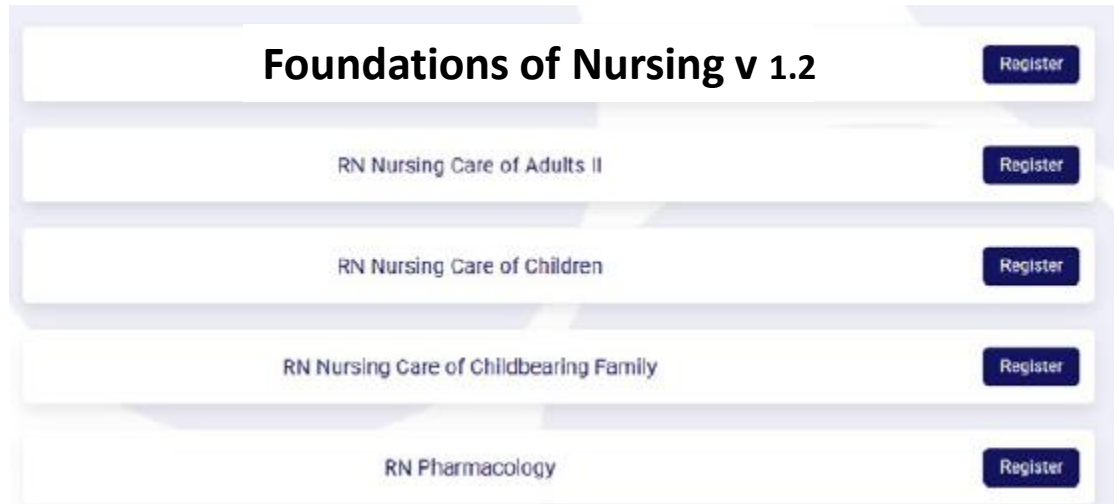 Foundations of Nursing v 1.2
Register
RN Nursing Care of Adults II
Register
RN Nursing Care of Children
Register
RN Nursing Care of Childbearing Family
Register
RN Pharmacology
Register